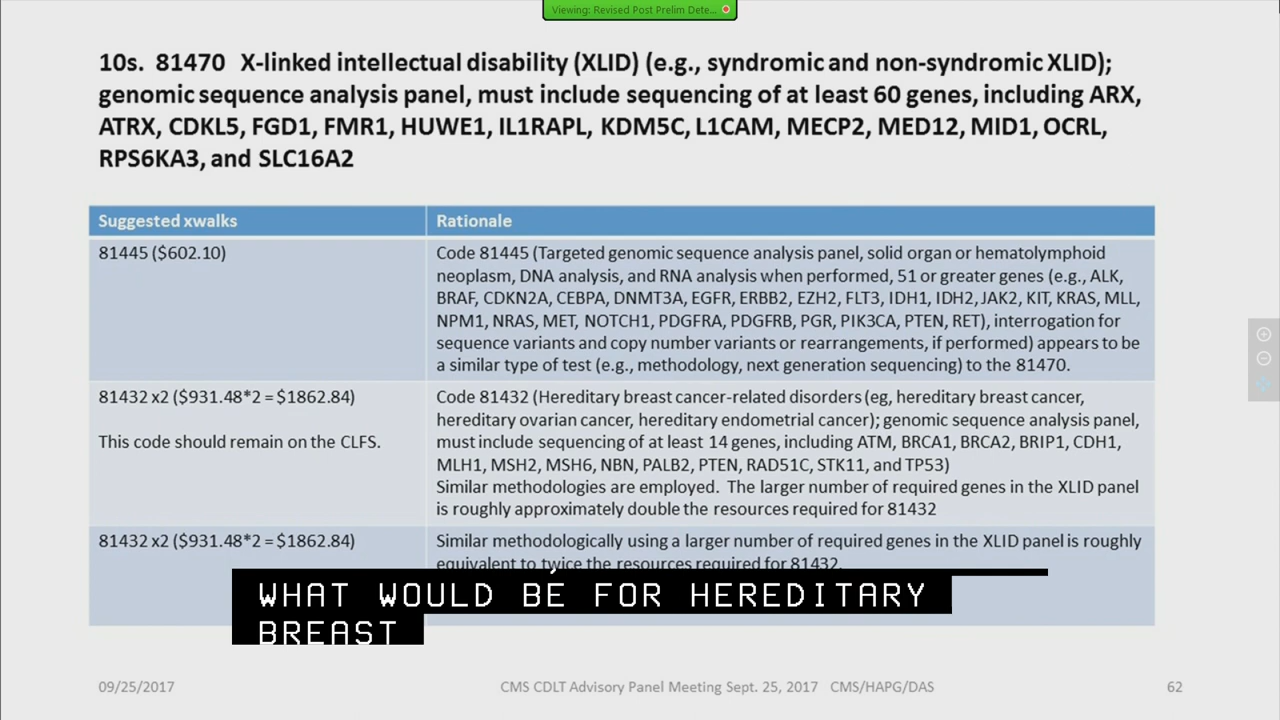 Viewing: Revised Post Prelim Dete...
10s. 81470 X-linked intellectual disability (XLID) (e.g., syndromic and non-syndromic XLID);
genomic sequence analysis panel, must include sequencing of at least 60 genes, including ARX,
ATRX, CDKL5, FGD1, FMR1, HUWE1, IL1RAPL, KDM5C, L1CAM, MECP2, MED12, MID1, OCRL,
RPS6KA3, and SLC16A2
Suggested xwalks
Rationale
81445 ($602.10)
Code 81445 (Targeted genomic sequence analysis panel, solid organ or hematolymphoid
neoplasm, DNA analysis, and RNA analysis when performed, 51 or greater genes (e.g., ALK,
BRAF, CDKN2A, CEBPA, DNMT3A, EGFR, ERBB2, EZH2, FLT3, IDH1, IDH2, JAK2, KIT, KRAS, MLL,
NPM1, NRAS, MET, NOTCH1, PDGFRA, PDGFRB, PGR, PIK3CA, PTEN, RET), interrogation for
sequence variants and copy number variants or rearrangements, if performed) appears to be
a similar type of test (e.g., methodology, next generation sequencing) to the 81470.
81432 x2 ($931.48*2 = $1862.84)
This code should remain on the CLFS.
Code 81432 (Hereditary breast cancer-related disorders (eg, hereditary breast cancer,
hereditary ovarian cancer, hereditary endometrial cancer); genomic sequence analysis panel,
must include sequencing of at least 14 genes, including ATM, BRCA1, BRCA2, BRIP1, CDH1,
MLH1, MSH2, MSH6, NBN, PALB2, PTEN, RAD51C, STK11, and TP53)
Similar methodologies are employed. The larger number of required genes in the XLID panel
is roughly approximately double the resources required for 81432
81432 x2 ($931.48*2 = $1862.84)
Similar methodologically using a larger number of required genes in the XLID panel is roughly
equivalent to twice the resources required for 81432.
WHAT WOULD BE FOR HEREDITARY
BREAST
09/25/2017
CMS CDLT Advisory Panel Meeting Sept. 25, 2017 CMS/HAPG/DAS
62